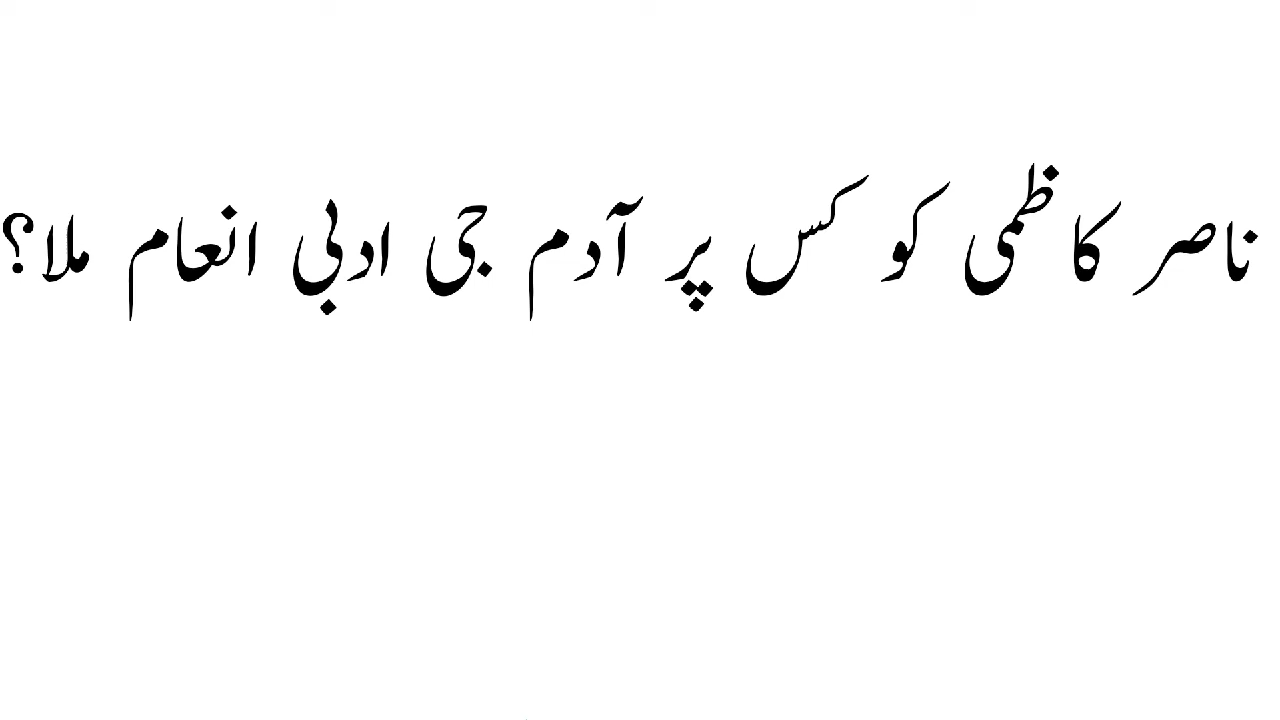 ناصر کاظمی کو کس پر آدم جی ادبی انعام ملا؟